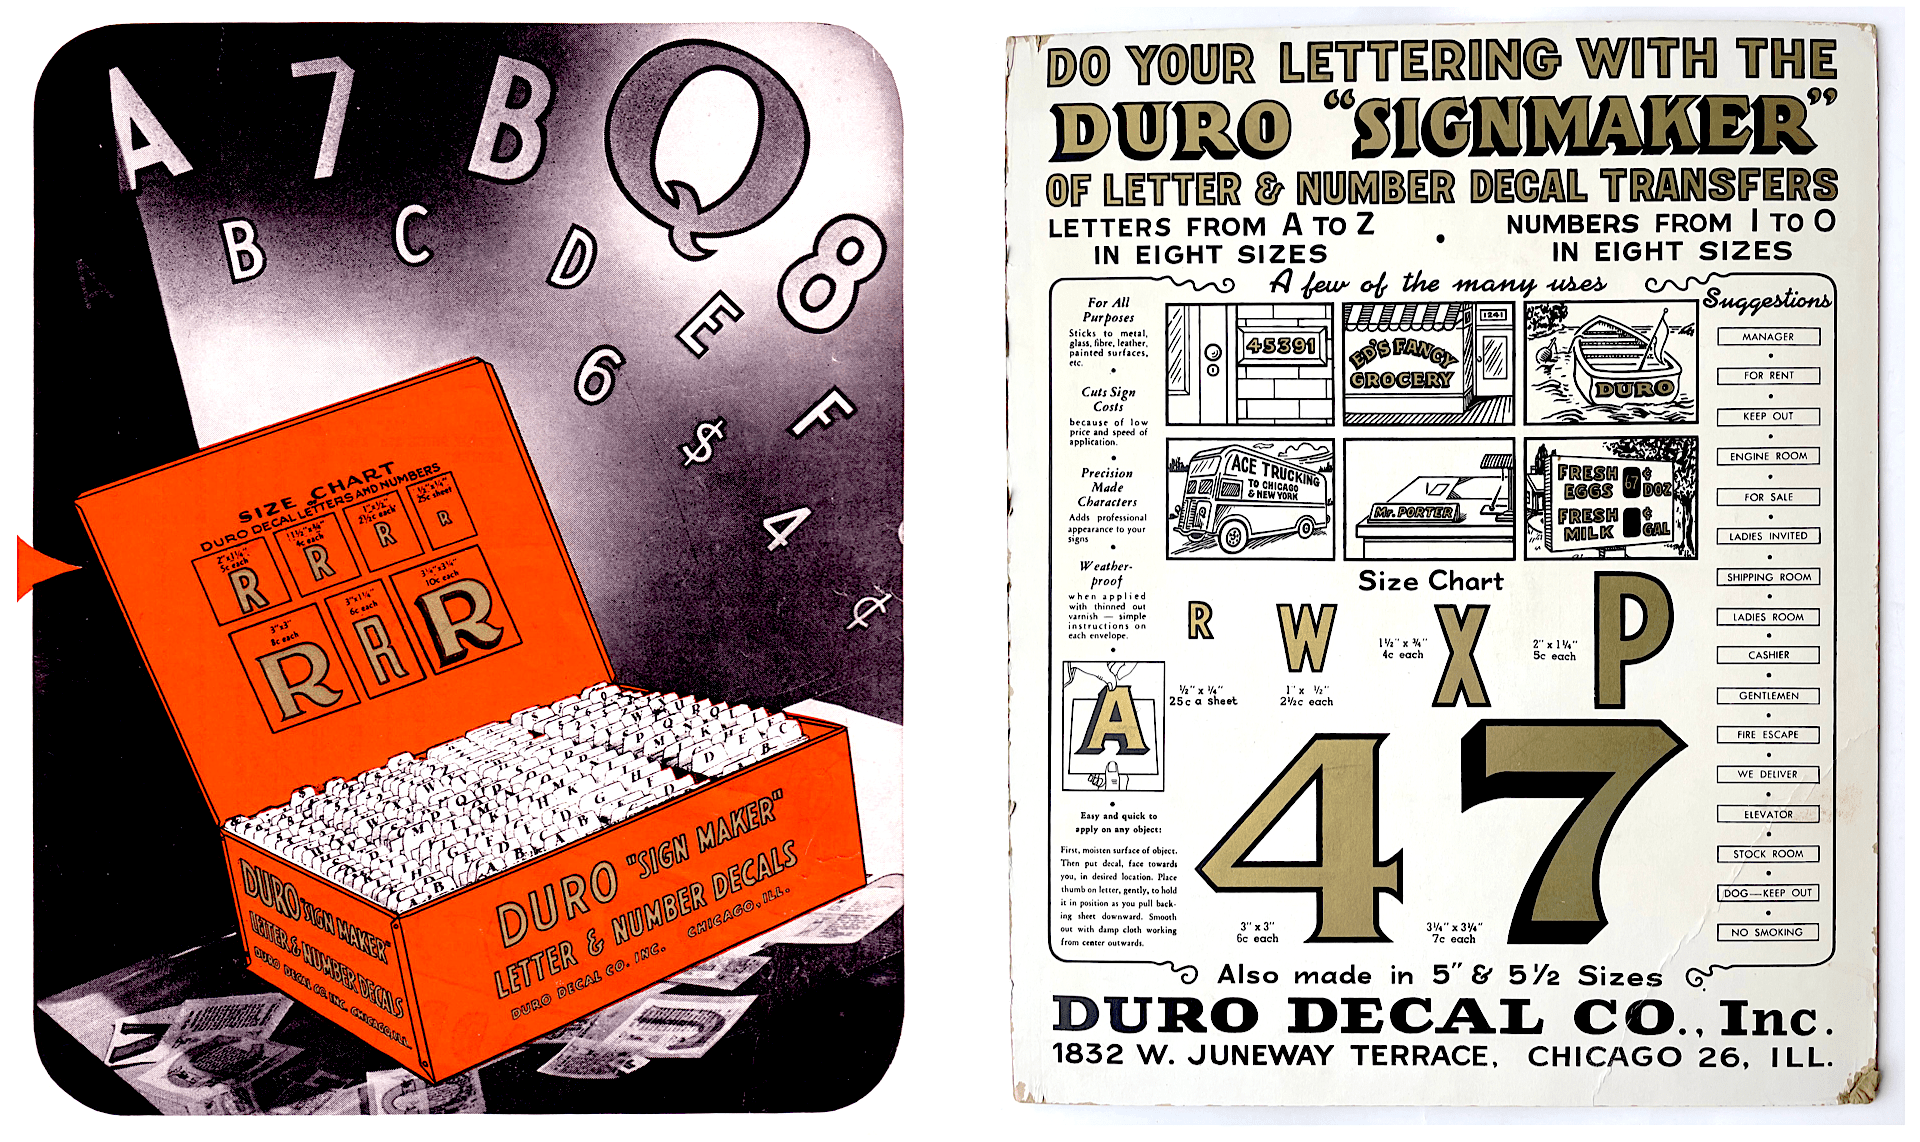 A 7 B Q
B C D 8
E
6
F
$
4
¢
SIZE CHART
OF
DURO DECAL LETTERS AND NUMBERS
2"x1¼"
5c each
R
1½"x¾"
4c each
R
1"x½"
2½c each
R
½"x¼"
25c sheet
R
3"x3"
8c each
R
3"x1¼"
6c each
R
3¼"x3¼"
10c each
R
DURO "SIGN MAKER"
LETTER & NUMBER DECALS
DURO DECAL CO. INC. CHICAGO, ILL.
DURO "SIGN MAKER"
LETTER & NUMBER DECALS
DURO DECAL CO. INC. CHICAGO, ILL.
DO YOUR LETTERING WITH THE
DURO "SIGNMAKER"
OF LETTER & NUMBER DECAL TRANSFERS
LETTERS FROM A TO Z
IN EIGHT SIZES
•
NUMBERS FROM 1 TO 0
IN EIGHT SIZES
A few of the many uses
For All
Purposes
Sticks to metal,
glass, fibre, leather,
painted surfaces,
etc.
•
Cuts Sign
Costs
because of low
price and speed of
application.
•
Precision
Made
Characters
Adds professional
appearance to your
signs
•
Weather-
proof
when applied
with thinned out
varnish — simple
instructions on
each envelope.
•
A
•
Easy and quick to
apply on any object:
First, moisten surface of object.
Then put decal, face towards
you, in desired location. Place
thumb on letter, gently, to hold
it in position as you pull back-
ing sheet downward. Smooth
out with damp cloth working
from center outwards.
45391
1241
ED'S FANCY
GROCERY
DURO
ACE TRUCKING
TO CHICAGO
& NEW YORK
Mr. PORTER
FRESH EGGS 67 ¢ DOZ
FRESH MILK ¢ GAL
Size Chart
R
½" x ¼"
25c a sheet
W
1" x ½"
2½c each
1½" x ¾"
4c each
X
2" x 1¼"
5c each
P
4
3" x 3"
6c each
7
3¼" x 3¼"
7c each
Suggestions
MANAGER
•
FOR RENT
•
KEEP OUT
•
ENGINE ROOM
•
FOR SALE
•
LADIES INVITED
•
SHIPPING ROOM
•
LADIES ROOM
•
CASHIER
•
GENTLEMEN
•
FIRE ESCAPE
•
WE DELIVER
•
ELEVATOR
•
STOCK ROOM
•
DOG—KEEP OUT
•
NO SMOKING
Also made in 5" & 5½ Sizes
DURO DECAL CO., Inc.
1832 W. JUNEWAY TERRACE, CHICAGO 26, ILL.